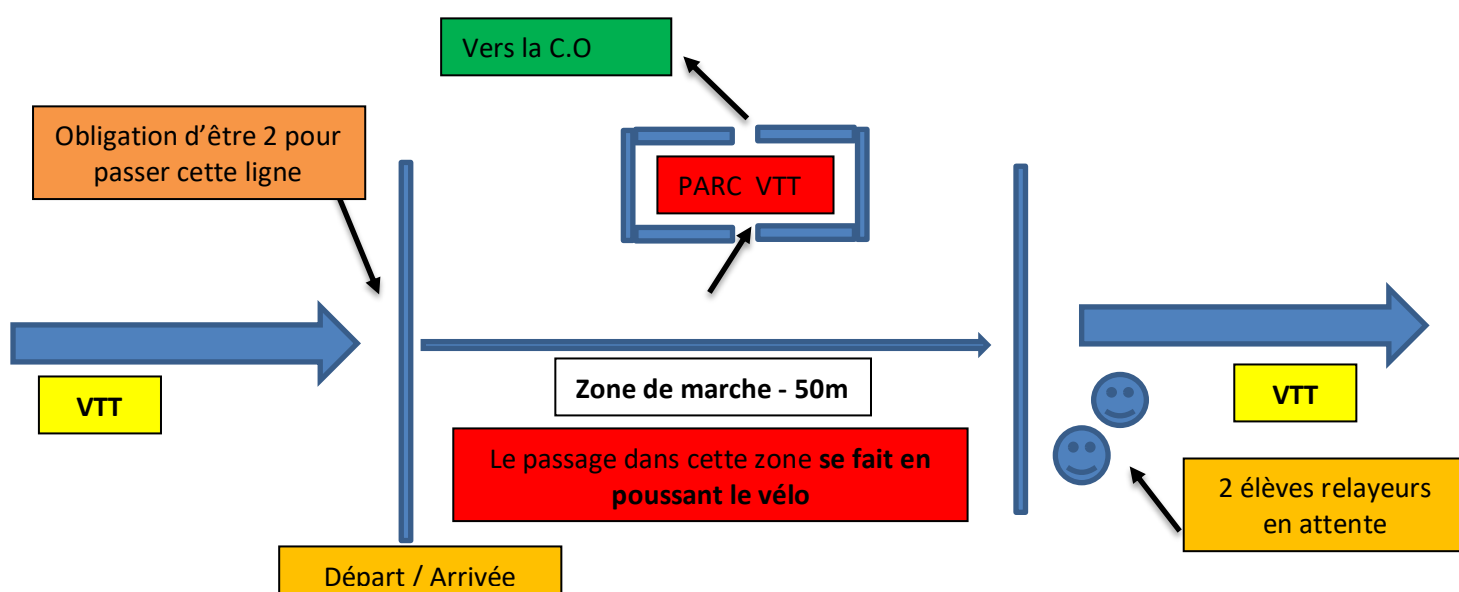 Vers la C.O
Obligation d'être 2 pour
passer cette ligne
PARC VTT
VTT
Zone de marche - 50m
VTT
Le passage dans cette zone se fait en
poussant le vélo
2 élèves relayeurs
en attente
Départ / Arrivée